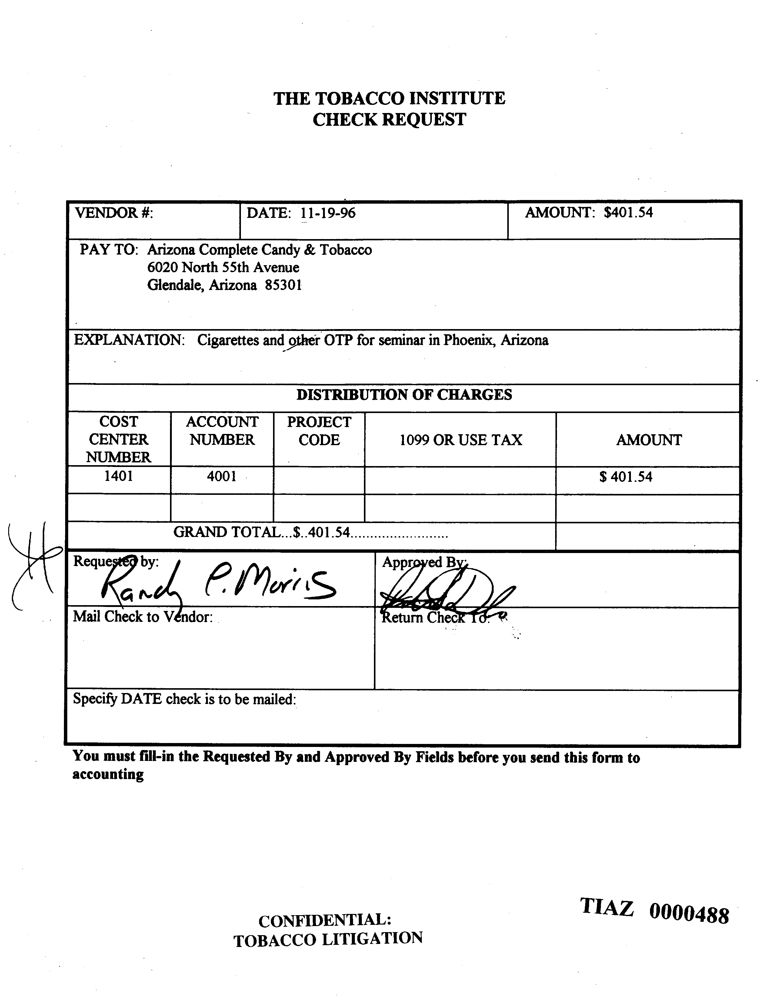 THE TOBACCO INSTITUTE
CHECK REQUEST
VENDOR #: DATE: 11-19-96 AMOUNT: $401.54
PAY TO: Arizona Complete Candy & Tobacco
6020 North 55th Avenue
Glendale, Arizona 85301
EXPLANATION: Cigarettes and other OTP for seminar in Phoenix, Arizona
DISTRIBUTION OF CHARGES
COST CENTER NUMBER ACCOUNT NUMBER PROJECT CODE 1099 OR USE TAX AMOUNT
1401 4001 $ 401.54
GRAND TOTAL...$..401.54........................
Requested by: Approved By:
Randy P. Morris
Mail Check to Vendor: Return Check To:
Specify DATE check is to be mailed:
You must fill-in the Requested By and Approved By Fields before you send this form to
accounting
TIAZ 0000488
CONFIDENTIAL:
TOBACCO LITIGATION